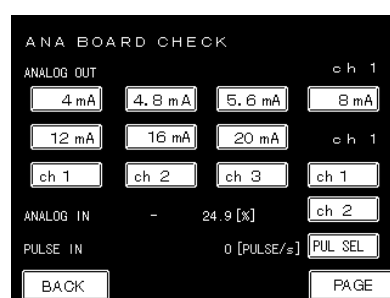 ANA BOARD CHECK
ANALOG OUT ch 1
4 mA 4.8 mA 5.6 mA 8 mA
12 mA 16 mA 20 mA ch 1
ch 1 ch 2 ch 3 ch 1
ANALOG IN - 24.9 [%] ch 2
PULSE IN 0 [PULSE/s] PUL SEL
BACK PAGE